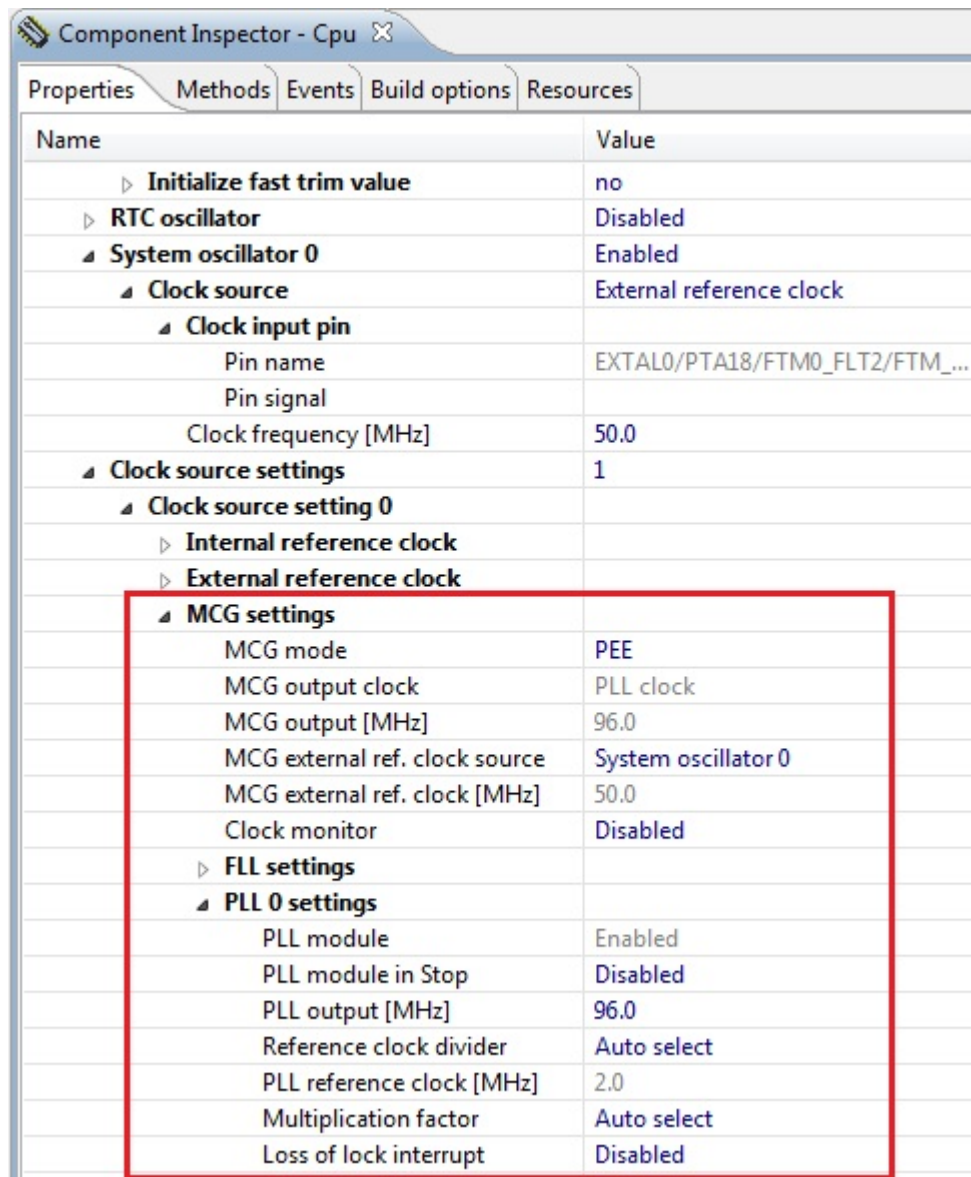 Component Inspector - Cpu
Properties Methods Events Build options Resources
Name Value
Initialize fast trim value no
RTC oscillator Disabled
System oscillator 0 Enabled
Clock source External reference clock
Clock input pin
Pin name EXTAL0/PTA18/FTM0_FLT2/FTM_...
Pin signal
Clock frequency [MHz] 50.0
Clock source settings 1
Clock source setting 0
Internal reference clock
External reference clock
MCG settings
MCG mode PEE
MCG output clock PLL clock
MCG output [MHz] 96.0
MCG external ref. clock source System oscillator 0
MCG external ref. clock [MHz] 50.0
Clock monitor Disabled
FLL settings
PLL 0 settings
PLL module Enabled
PLL module in Stop Disabled
PLL output [MHz] 96.0
Reference clock divider Auto select
PLL reference clock [MHz] 2.0
Multiplication factor Auto select
Loss of lock interrupt Disabled